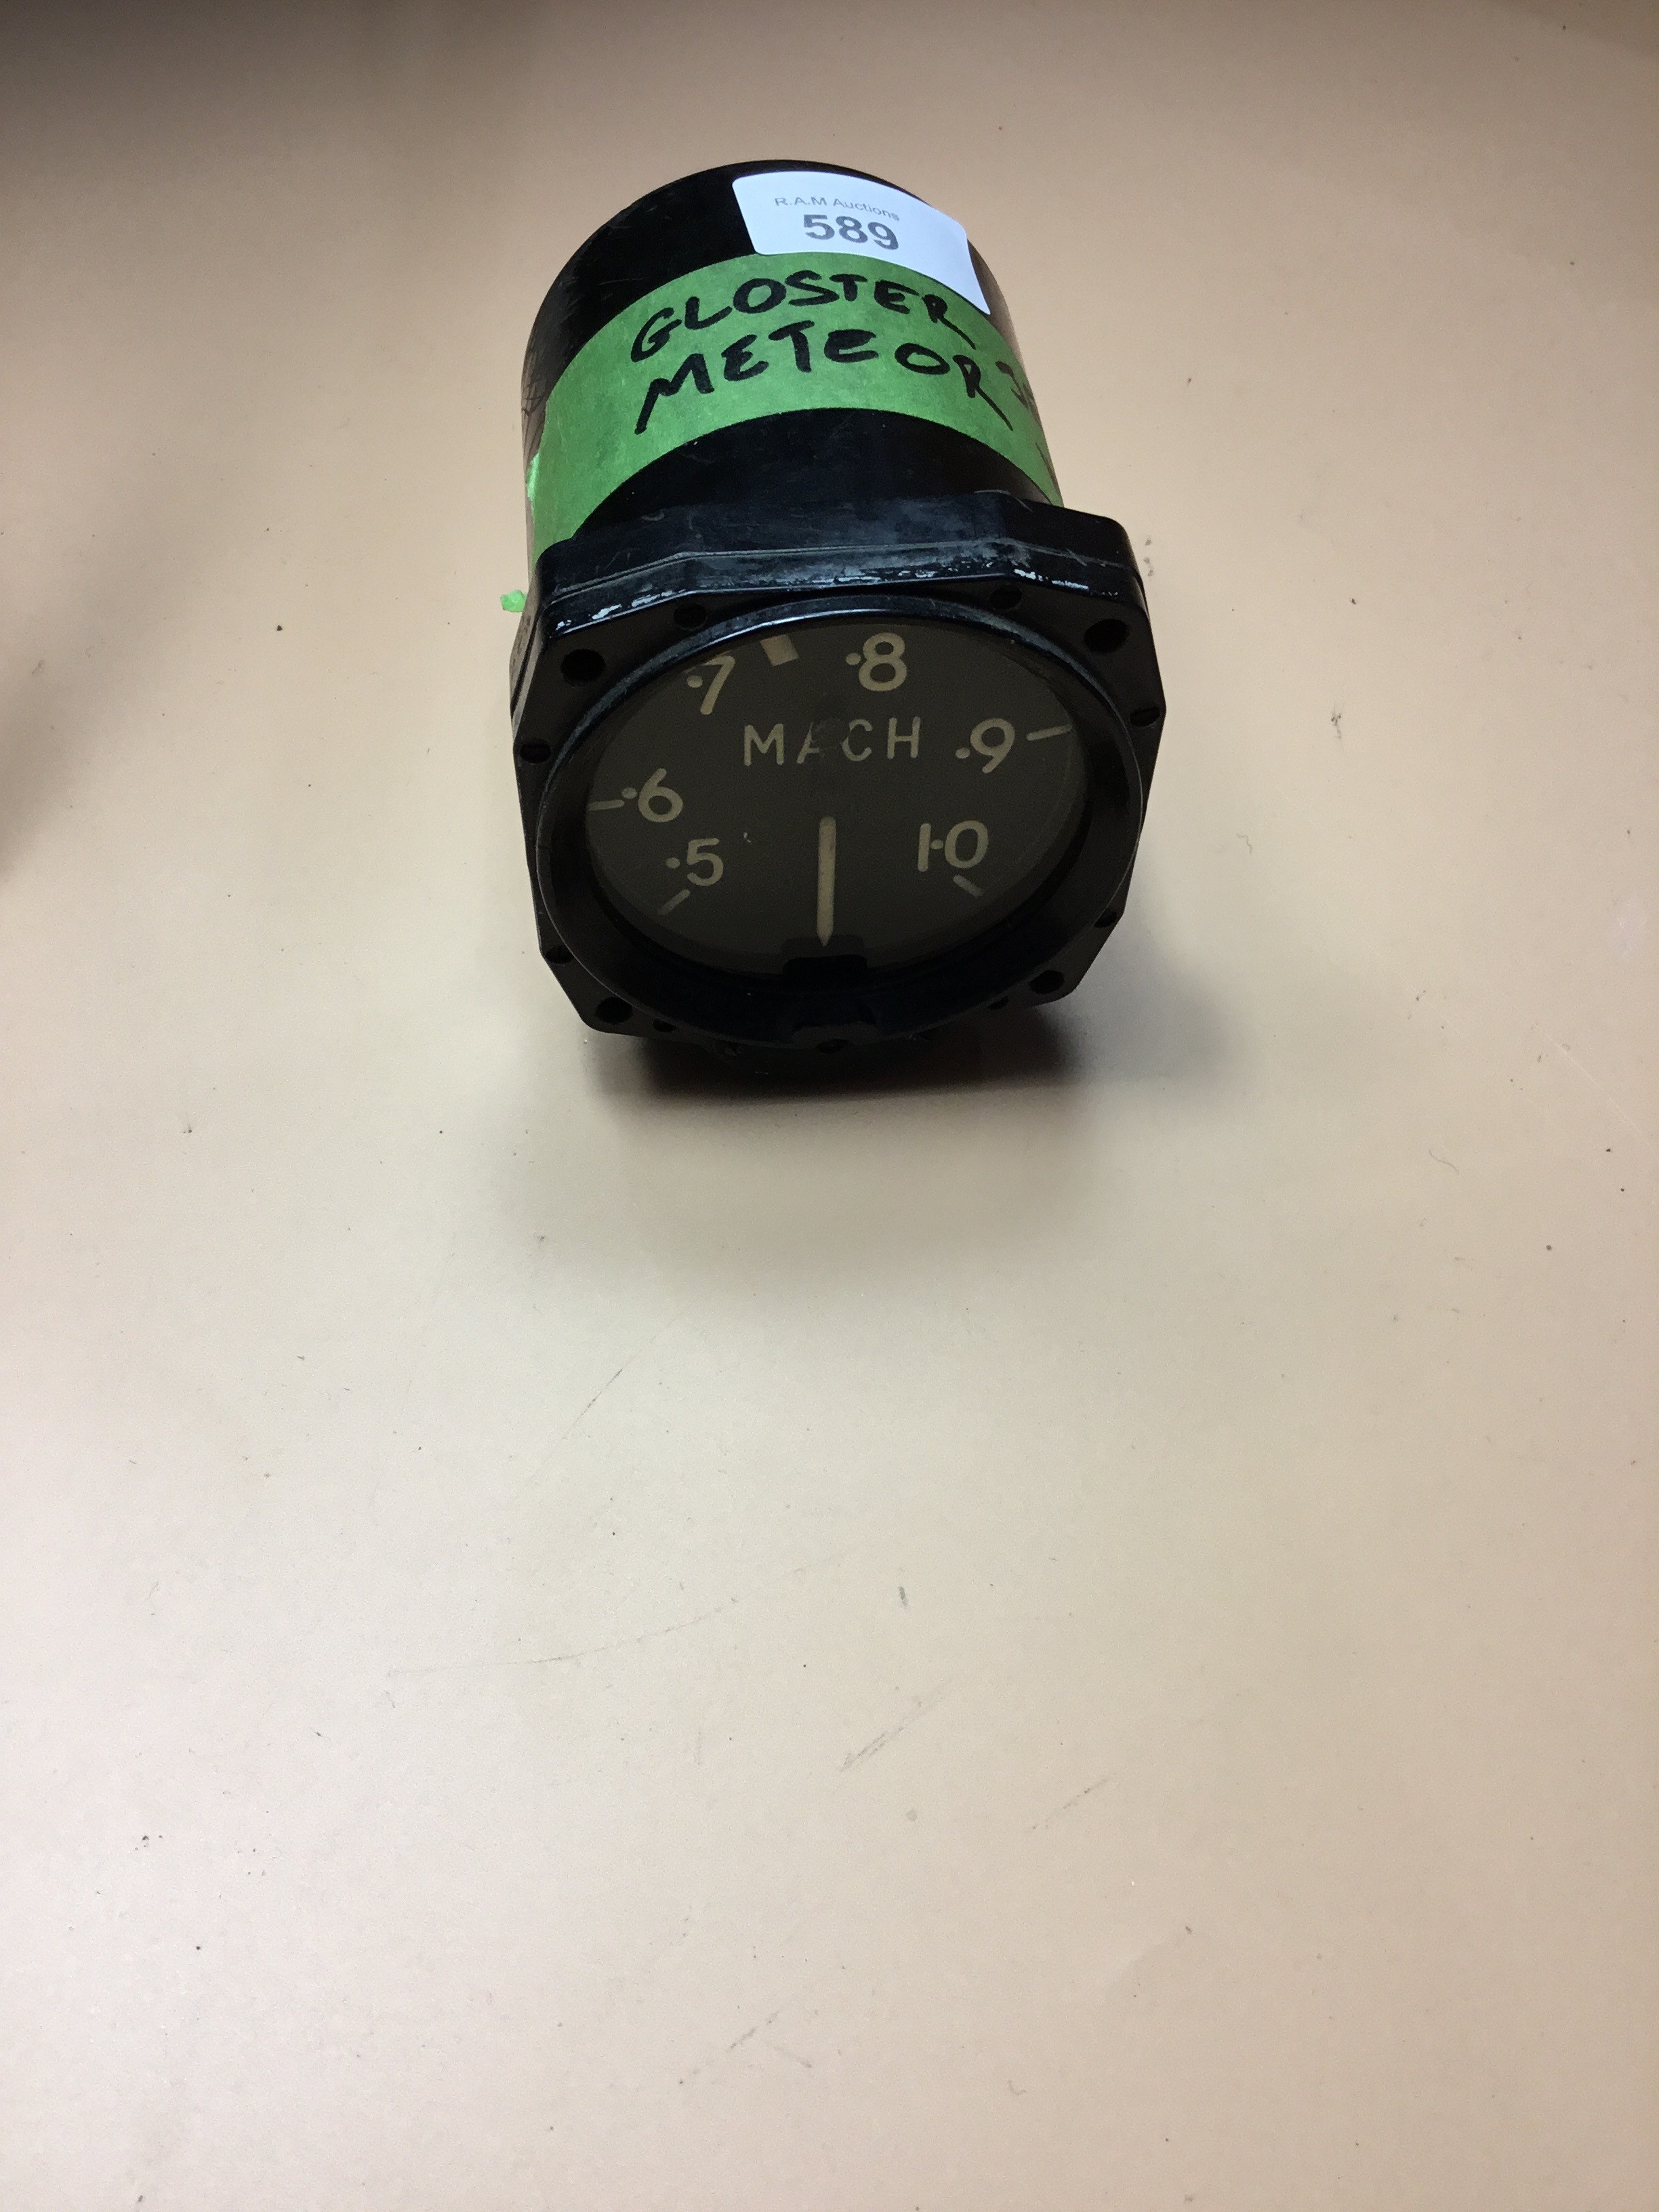 R.A.M Auctions
589
GLOSTER
METEOR
.7 .8
MACH .9
.6
.5 1.0